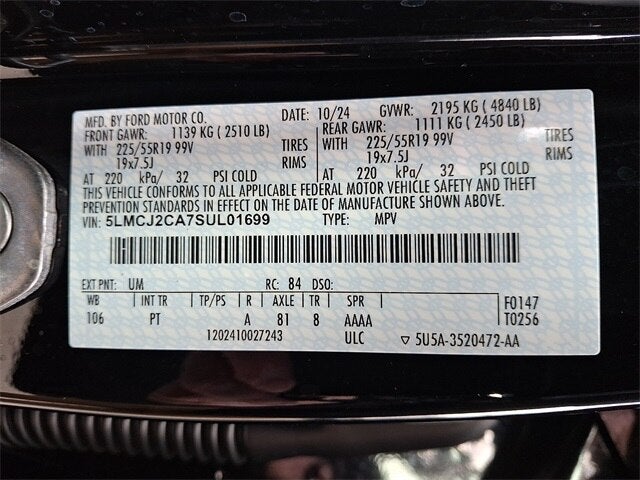 MFD. BY FORD MOTOR CO. DATE: 10/24 GVWR: 2195 KG ( 4840 LB)
FRONT GAWR: 1139 KG ( 2510 LB) REAR GAWR: 1111 KG ( 2450 LB)
WITH 225/55R19 99V TIRES WITH 225/55R19 99V TIRES
19x7.5J RIMS 19x7.5J RIMS
AT 220 kPa/ 32 PSI COLD AT 220 kPa/ 32 PSI COLD
THIS VEHICLE CONFORMS TO ALL APPLICABLE FEDERAL MOTOR VEHICLE SAFETY AND THEFT
PREVENTION STANDARDS IN EFFECT ON THE DATE OF MANUFACTURE SHOWN ABOVE.
VIN: 5LMCJ2CA7SUL01699 TYPE: MPV
EXT PNT: UM RC: 84 DSO:
WB INT TR TP/PS R AXLE TR SPR F0147
106 PT A 81 8 AAAA T0256
1202410027243 ULC ▽ 5U5A-3520472-AA